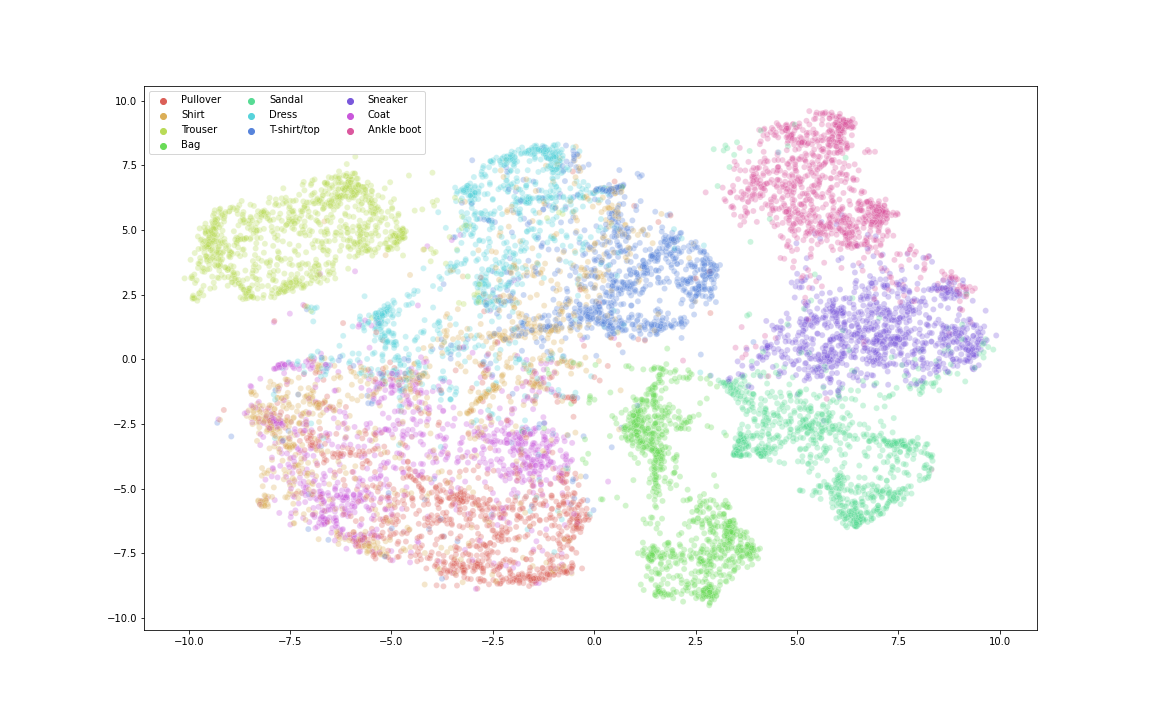 10.0
7.5
5.0
2.5
0.0
−2.5
−5.0
−7.5
−10.0
Pullover Sandal Sneaker
Shirt Dress Coat
Trouser T-shirt/top Ankle boot
Bag
−10.0 −7.5 −5.0 −2.5 0.0 2.5 5.0 7.5 10.0